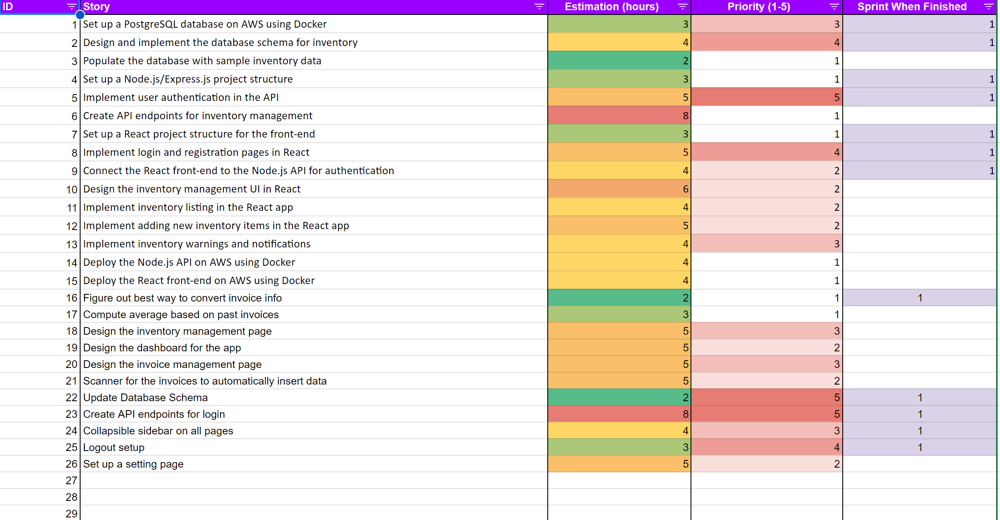 ID Story Estimation (hours) Priority (1-5) Sprint When Finished
1 Set up a PostgreSQL database on AWS using Docker 3 3 1
2 Design and implement the database schema for inventory 4 4 1
3 Populate the database with sample inventory data 2 1
4 Set up a Node.js/Express.js project structure 3 1 1
5 Implement user authentication in the API 5 5 1
6 Create API endpoints for inventory management 8 1
7 Set up a React project structure for the front-end 3 1 1
8 Implement login and registration pages in React 5 4 1
9 Connect the React front-end to the Node.js API for authentication 4 2 1
10 Design the inventory management UI in React 6 2
11 Implement inventory listing in the React app 4 2
12 Implement adding new inventory items in the React app 5 2
13 Implement inventory warnings and notifications 4 3
14 Deploy the Node.js API on AWS using Docker 4 1
15 Deploy the React front-end on AWS using Docker 4 1
16 Figure out best way to convert invoice info 2 1 1
17 Compute average based on past invoices 3 1
18 Design the inventory management page 5 3
19 Design the dashboard for the app 5 2
20 Design the invoice management page 5 3
21 Scanner for the invoices to automatically insert data 5 2
22 Update Database Schema 2 5 1
23 Create API endpoints for login 8 5 1
24 Collapsible sidebar on all pages 4 3 1
25 Logout setup 3 4 1
26 Set up a setting page 5 2
27
28
29